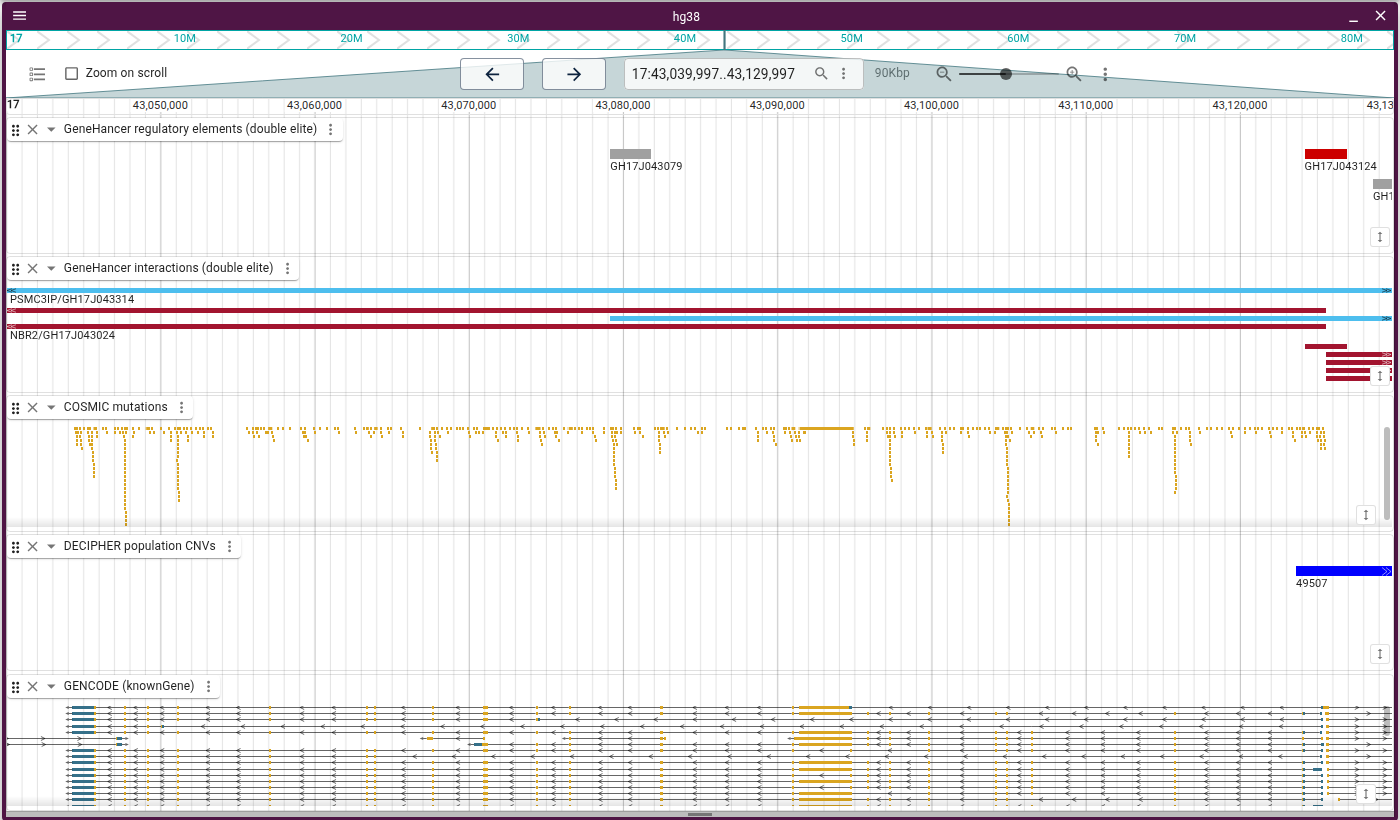 hg38
17 10M 20M 30M 40M 50M 60M 70M 80M
Zoom on scroll 17:43,039,997..43,129,997 90Kbp
17 43,050,000 43,060,000 43,070,000 43,080,000 43,090,000 43,100,000 43,110,000 43,120,000 43,13
GeneHancer regulatory elements (double elite)
GH17J043079 GH17J043124
GH1
GeneHancer interactions (double elite)
PSMC3IP/GH17J043314
NBR2/GH17J043024
COSMIC mutations
DECIPHER population CNVs
49507
GENCODE (knownGene)